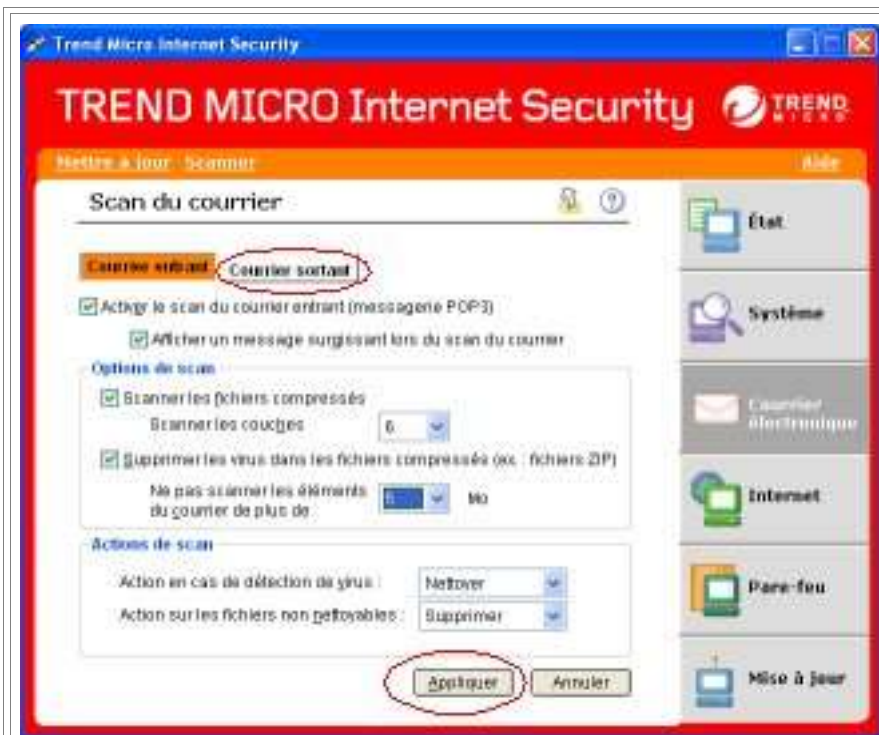 Trend Micro Internet Security
TREND MICRO Internet Security
TREND MICRO
Mettre à jour Scanner Aide
Scan du courrier
Courrier entrant Courrier sortant
Activer le scan du courrier entrant (messagerie POP3)
Afficher un message surgissant lors du scan du courrier
Options de scan
Scanner les fichiers compressés
Scanner les couches 6
Supprimer les virus dans les fichiers compressés (ex. : fichiers ZIP)
Ne pas scanner les éléments
du courrier de plus de Mo
Actions de scan
Action en cas de détection de virus : Nettoyer
Action sur les fichiers non nettoyables : Supprimer
Appliquer Annuler
État
Système
Courrier
électronique
Internet
Pare-feu
Mise à jour